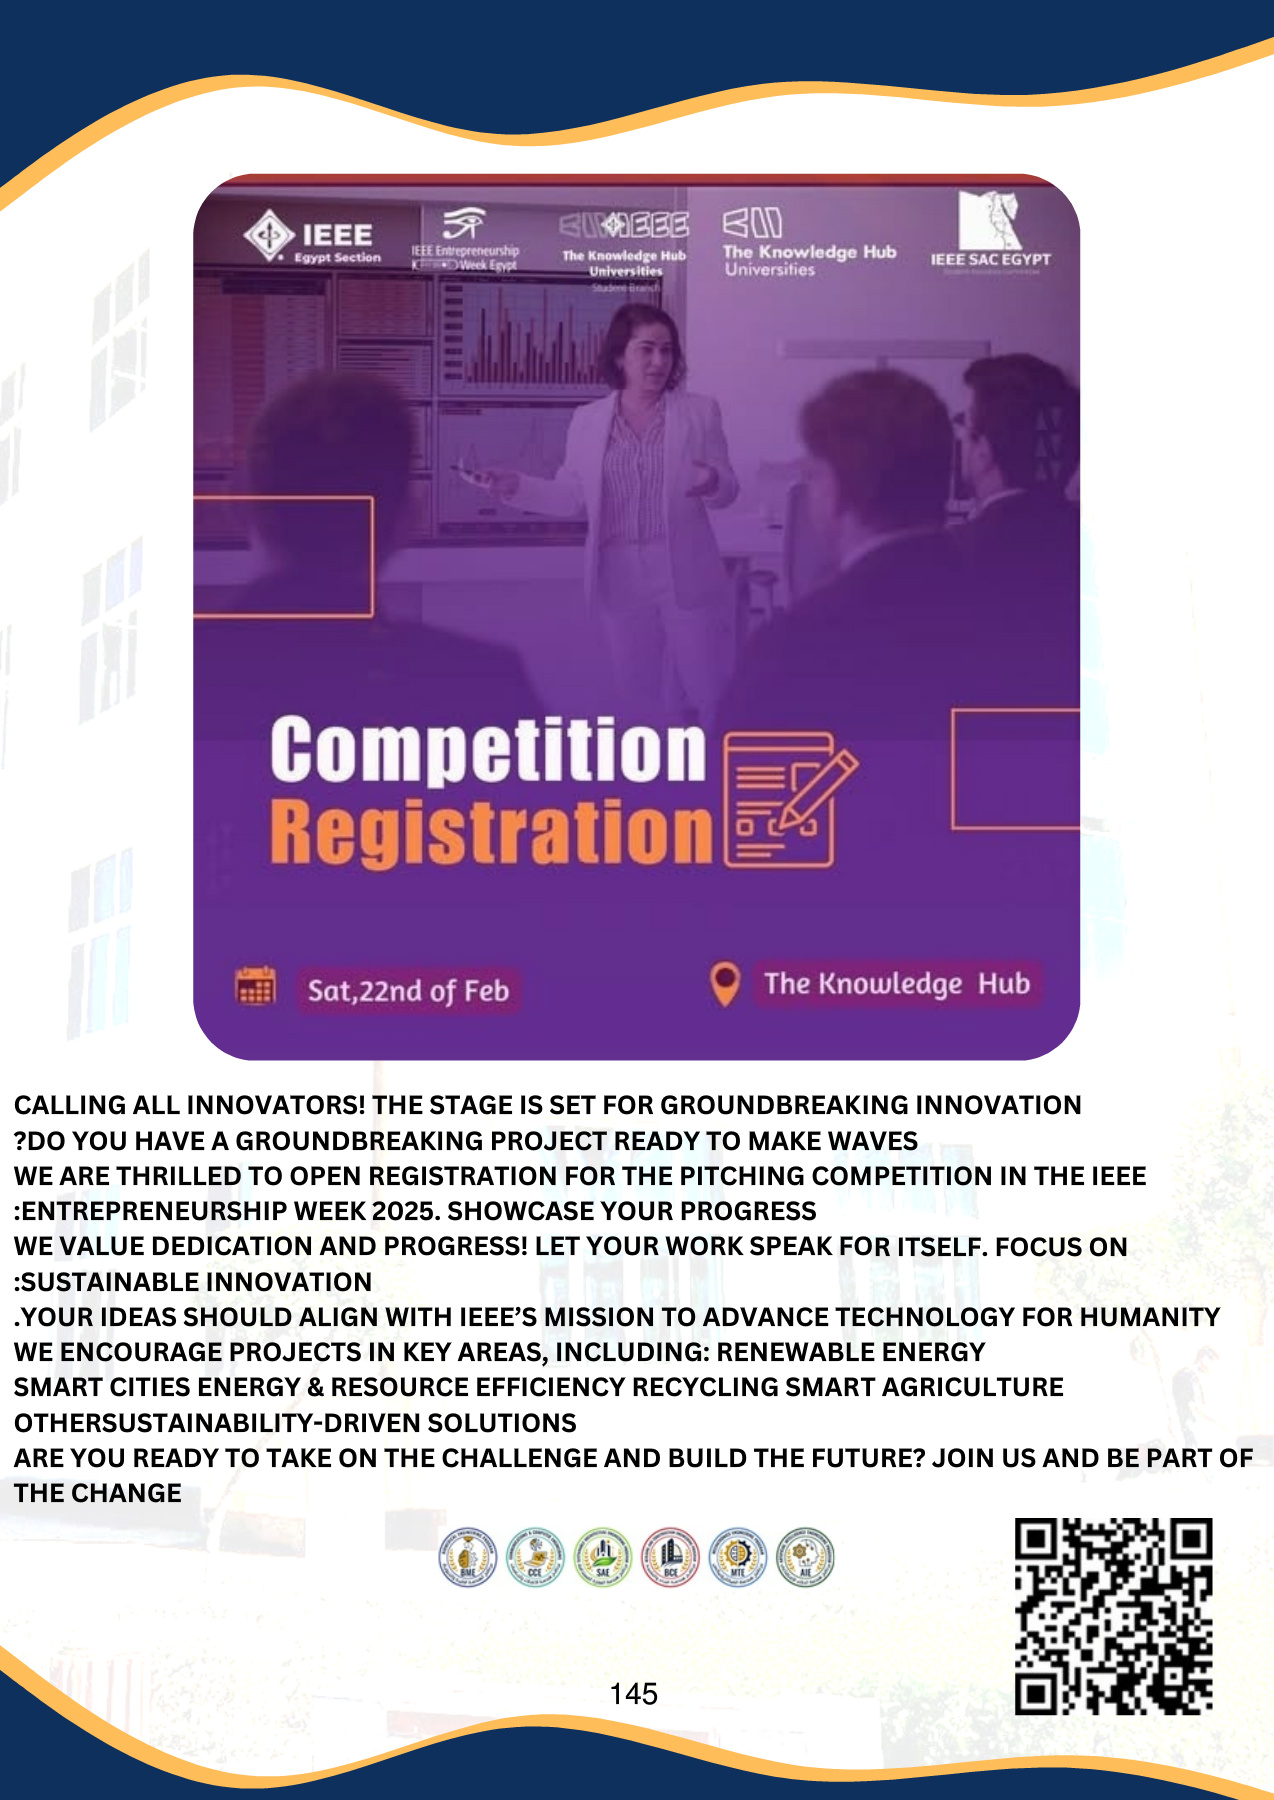 IEEE
Egypt Section
IEEE Entrepreneurship
Week Egypt
IEEE
The Knowledge Hub
Universities
Student Branch
The Knowledge Hub
Universities
IEEE SAC EGYPT
Competition
Registration
Sat,22nd of Feb
The Knowledge Hub
CALLING ALL INNOVATORS! THE STAGE IS SET FOR GROUNDBREAKING INNOVATION
?DO YOU HAVE A GROUNDBREAKING PROJECT READY TO MAKE WAVES
WE ARE THRILLED TO OPEN REGISTRATION FOR THE PITCHING COMPETITION IN THE IEEE
:ENTREPRENEURSHIP WEEK 2025. SHOWCASE YOUR PROGRESS
WE VALUE DEDICATION AND PROGRESS! LET YOUR WORK SPEAK FOR ITSELF. FOCUS ON
:SUSTAINABLE INNOVATION
.YOUR IDEAS SHOULD ALIGN WITH IEEE’S MISSION TO ADVANCE TECHNOLOGY FOR HUMANITY
WE ENCOURAGE PROJECTS IN KEY AREAS, INCLUDING: RENEWABLE ENERGY
SMART CITIES ENERGY & RESOURCE EFFICIENCY RECYCLING SMART AGRICULTURE
OTHERSUSTAINABILITY-DRIVEN SOLUTIONS
ARE YOU READY TO TAKE ON THE CHALLENGE AND BUILD THE FUTURE? JOIN US AND BE PART OF
THE CHANGE
BME
CCE
SAE
BCE
MTE
AIE
145